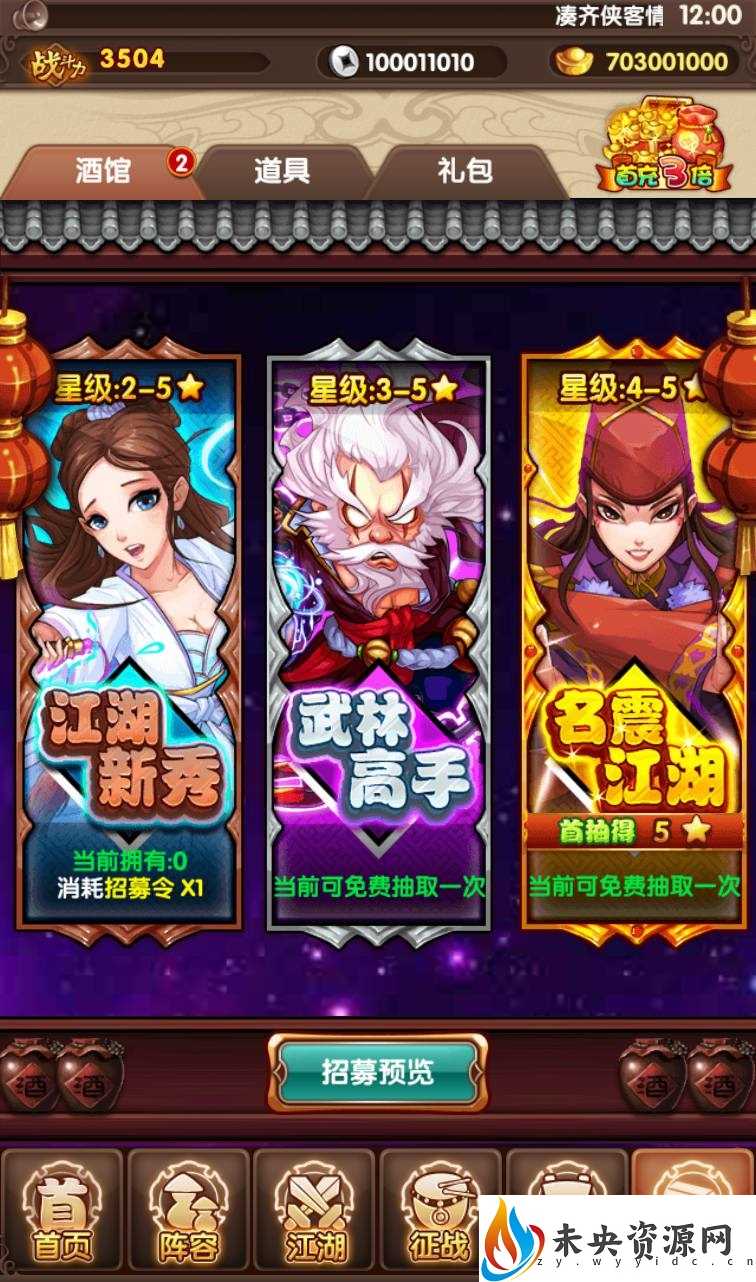 凑齐侠客情 12:00
战斗力 3504 100011010 703001000
酒馆 2 道具 礼包 首充3倍
星级:2-5 星级:3-5 星级:4-5
江湖新秀 武林高手 名震江湖
首抽得 5
当前拥有:0
消耗招募令X1 当前可免费抽取一次 当前可免费抽取一次
招募预览
酒 酒 酒 酒
首
首页 阵容 江湖 征战
未央资源网
zy.wyyidc.cn